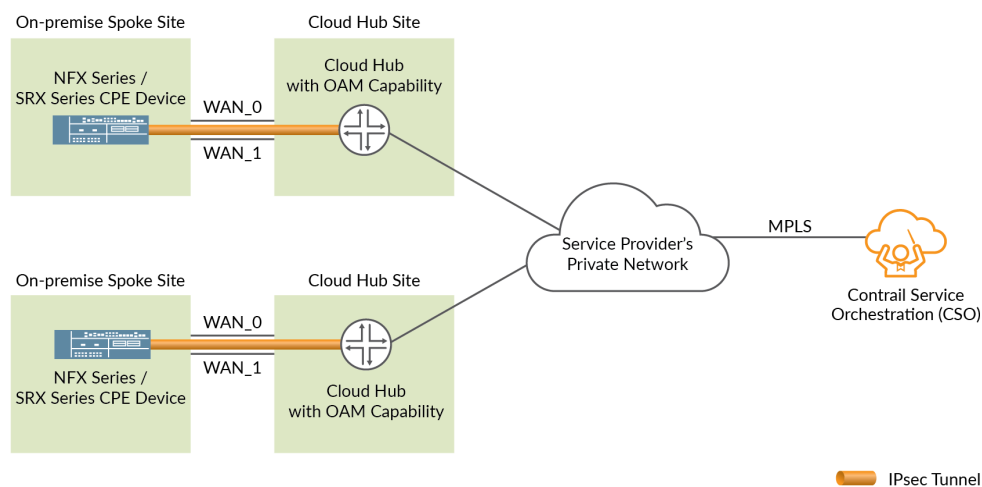 On-premise Spoke Site
Cloud Hub Site
NFX Series /
SRX Series CPE Device
WAN_0
WAN_1
Cloud Hub
with OAM Capability
Service Provider's
Private Network
MPLS
Contrail Service
Orchestration (CSO)
On-premise Spoke Site
Cloud Hub Site
WAN_0
WAN_1
NFX Series /
SRX Series CPE Device
Cloud Hub
with OAM Capability
IPsec Tunnel